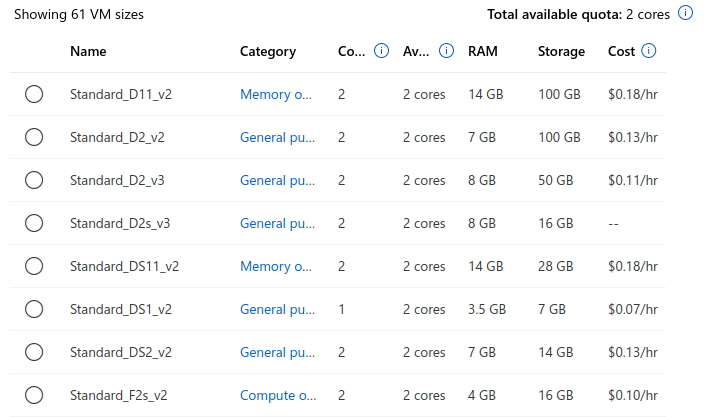 Showing 61 VM sizes Total available quota: 2 cores
Name Category Co... Av... RAM Storage Cost
Standard_D11_v2 Memory o... 2 2 cores 14 GB 100 GB $0.18/hr
Standard_D2_v2 General pu... 2 2 cores 7 GB 100 GB $0.13/hr
Standard_D2_v3 General pu... 2 2 cores 8 GB 50 GB $0.11/hr
Standard_D2s_v3 General pu... 2 2 cores 8 GB 16 GB --
Standard_DS11_v2 Memory o... 2 2 cores 14 GB 28 GB $0.18/hr
Standard_DS1_v2 General pu... 1 2 cores 3.5 GB 7 GB $0.07/hr
Standard_DS2_v2 General pu... 2 2 cores 7 GB 14 GB $0.13/hr
Standard_F2s_v2 Compute o... 2 2 cores 4 GB 16 GB $0.10/hr